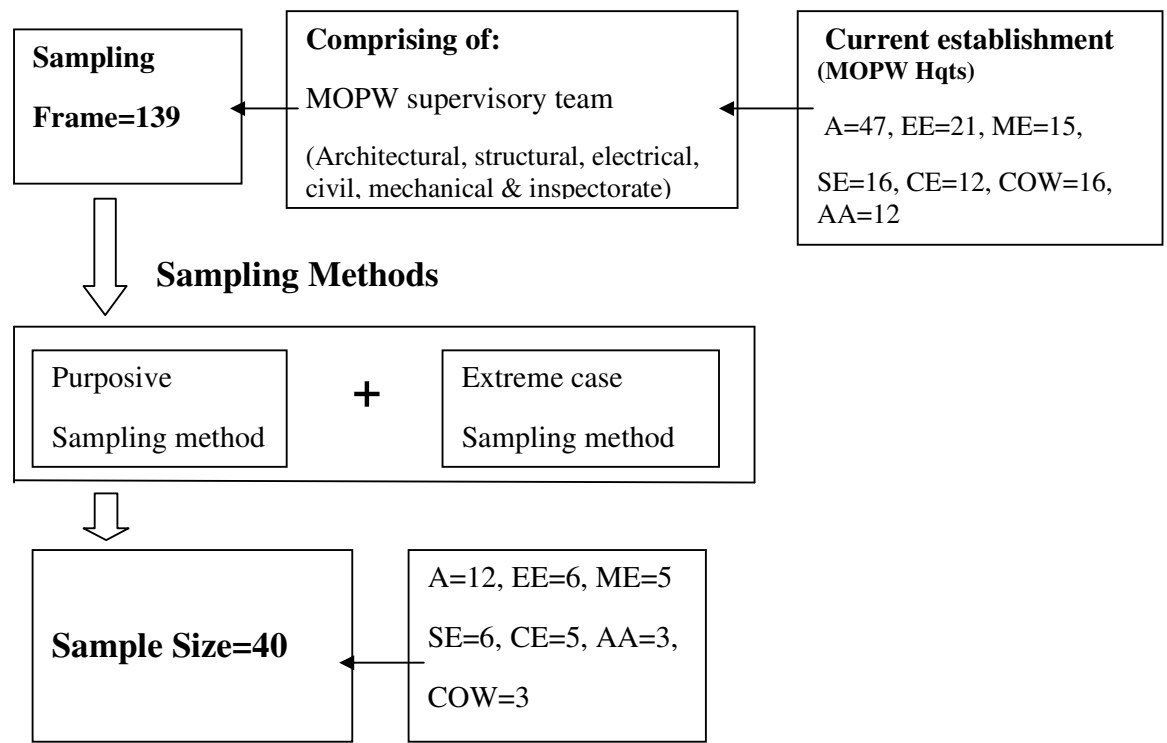 Sampling
Frame=139
Comprising of:
MOPW supervisory team
(Architectural, structural, electrical,
civil, mechanical & inspectorate)
Current establishment
(MOPW Hqts)
A=47, EE=21, ME=15,
SE=16, CE=12, COW=16,
AA=12
Sampling Methods
Purposive
Sampling method
+
Extreme case
Sampling method
Sample Size=40
A=12, EE=6, ME=5
SE=6, CE=5, AA=3,
COW=3